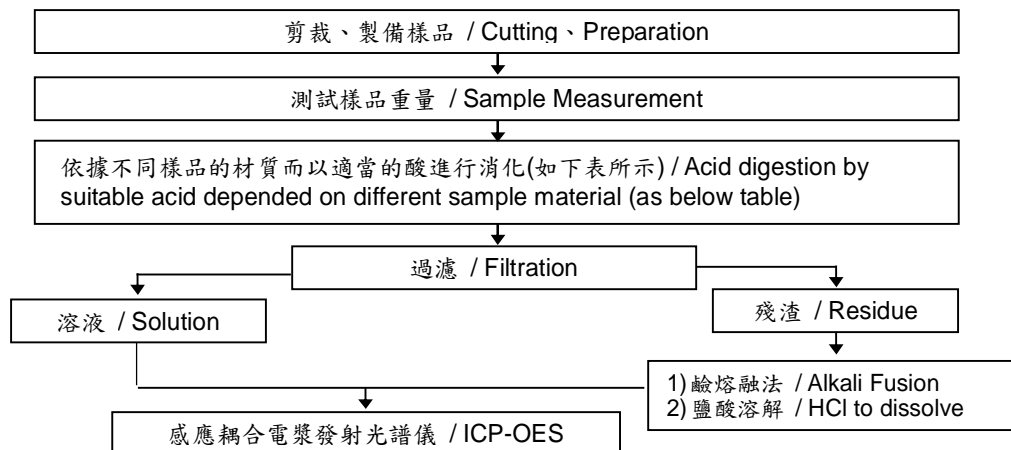 剪裁、製備樣品 / Cutting、Preparation
測試樣品重量 / Sample Measurement
依據不同樣品的材質而以適當的酸進行消化(如下表所示) / Acid digestion by
suitable acid depended on different sample material (as below table)
過濾 / Filtration
溶液 / Solution
殘渣 / Residue
1) 鹼熔融法 / Alkali Fusion
2) 鹽酸溶解 / HCl to dissolve
感應耦合電漿發射光譜儀 / ICP-OES